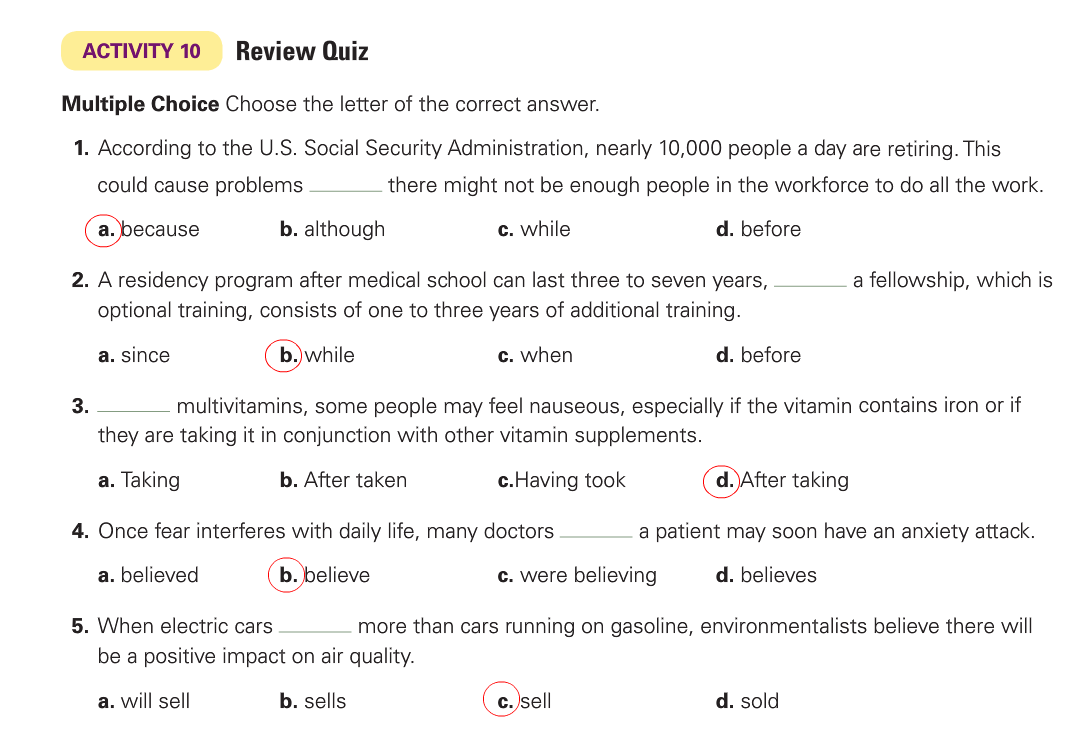 ACTIVITY 10 Review Quiz
Multiple Choice Choose the letter of the correct answer.
1. According to the U.S. Social Security Administration, nearly 10,000 people a day are retiring. This
could cause problems ______ there might not be enough people in the workforce to do all the work.
a. because b. although c. while d. before
2. A residency program after medical school can last three to seven years, ______ a fellowship, which is
optional training, consists of one to three years of additional training.
a. since b. while c. when d. before
3. ______ multivitamins, some people may feel nauseous, especially if the vitamin contains iron or if
they are taking it in conjunction with other vitamin supplements.
a. Taking b. After taken c.Having took d. After taking
4. Once fear interferes with daily life, many doctors ______ a patient may soon have an anxiety attack.
a. believed b. believe c. were believing d. believes
5. When electric cars ______ more than cars running on gasoline, environmentalists believe there will
be a positive impact on air quality.
a. will sell b. sells c. sell d. sold